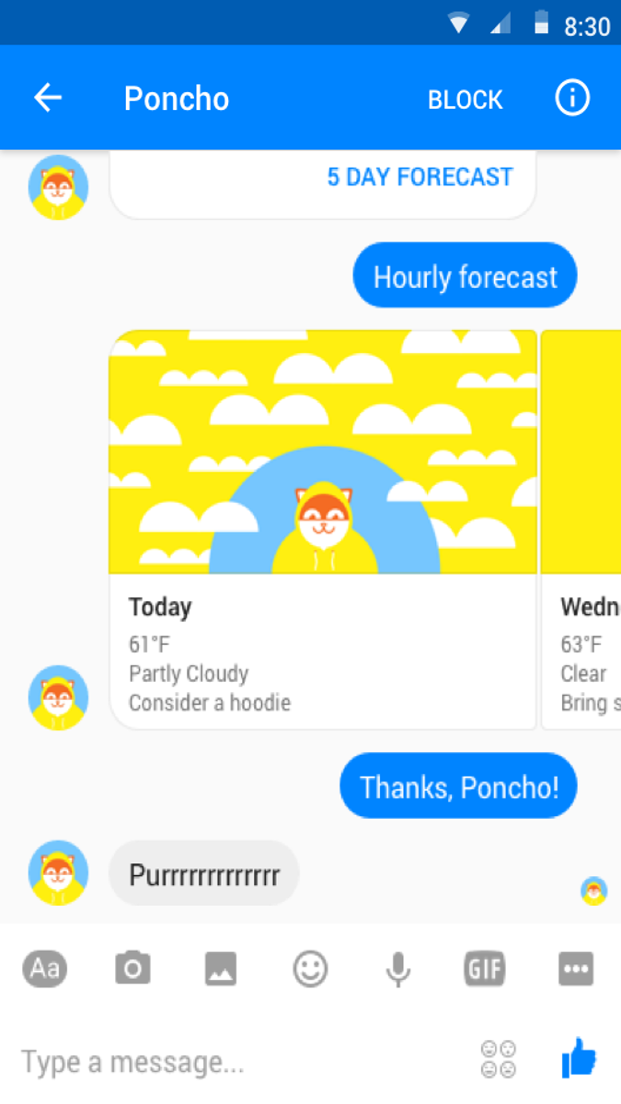 8:30
Poncho
BLOCK
5 DAY FORECAST
Hourly forecast
Today
61°F
Partly Cloudy
Consider a hoodie
Wedn
63°F
Clear
Bring s
Thanks, Poncho!
Purrrrrrrrrrrrr
Aa
GIF
Type a message...